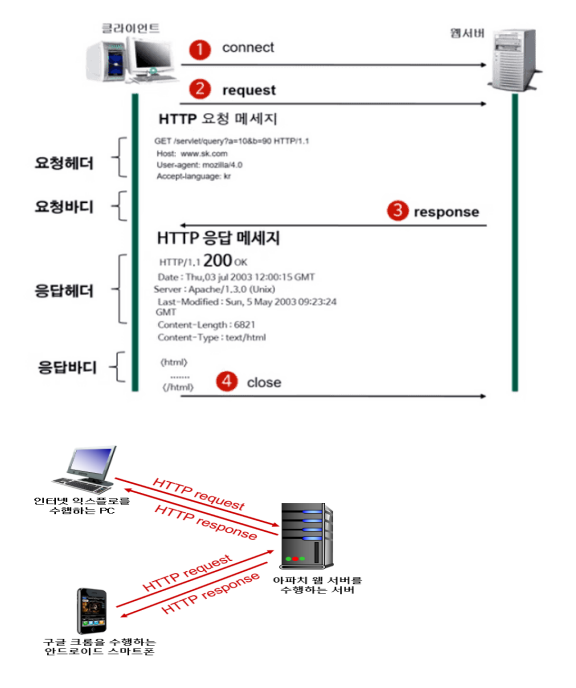 클라이언트
웹서버
1 connect
2 request
HTTP 요청 메세지
GET /servlet/query?a=10&b=90 HTTP/1.1
Host: www.sk.com
User-agent: mozilla/4.0
Accept-language: kr
요청헤더
요청바디
3 response
HTTP 응답 메세지
HTTP/1.1 200 OK
Date : Thu,03 jul 2003 12:00:15 GMT
Server : Apache/1.3.0 (Unix)
Last-Modified : Sun, 5 May 2003 09:23:24
GMT
Content-Length : 6821
Content-Type : text/html
응답헤더
응답바디
⟨html⟩
.......
⟨/html⟩
4 close
인터넷 익스플로를
수행하는 PC
HTTP request
HTTP response
HTTP request
HTTP response
아파치 웹 서버를
수행하는 서버
구글 크롬을 수행하는
안드로이드 스마트폰